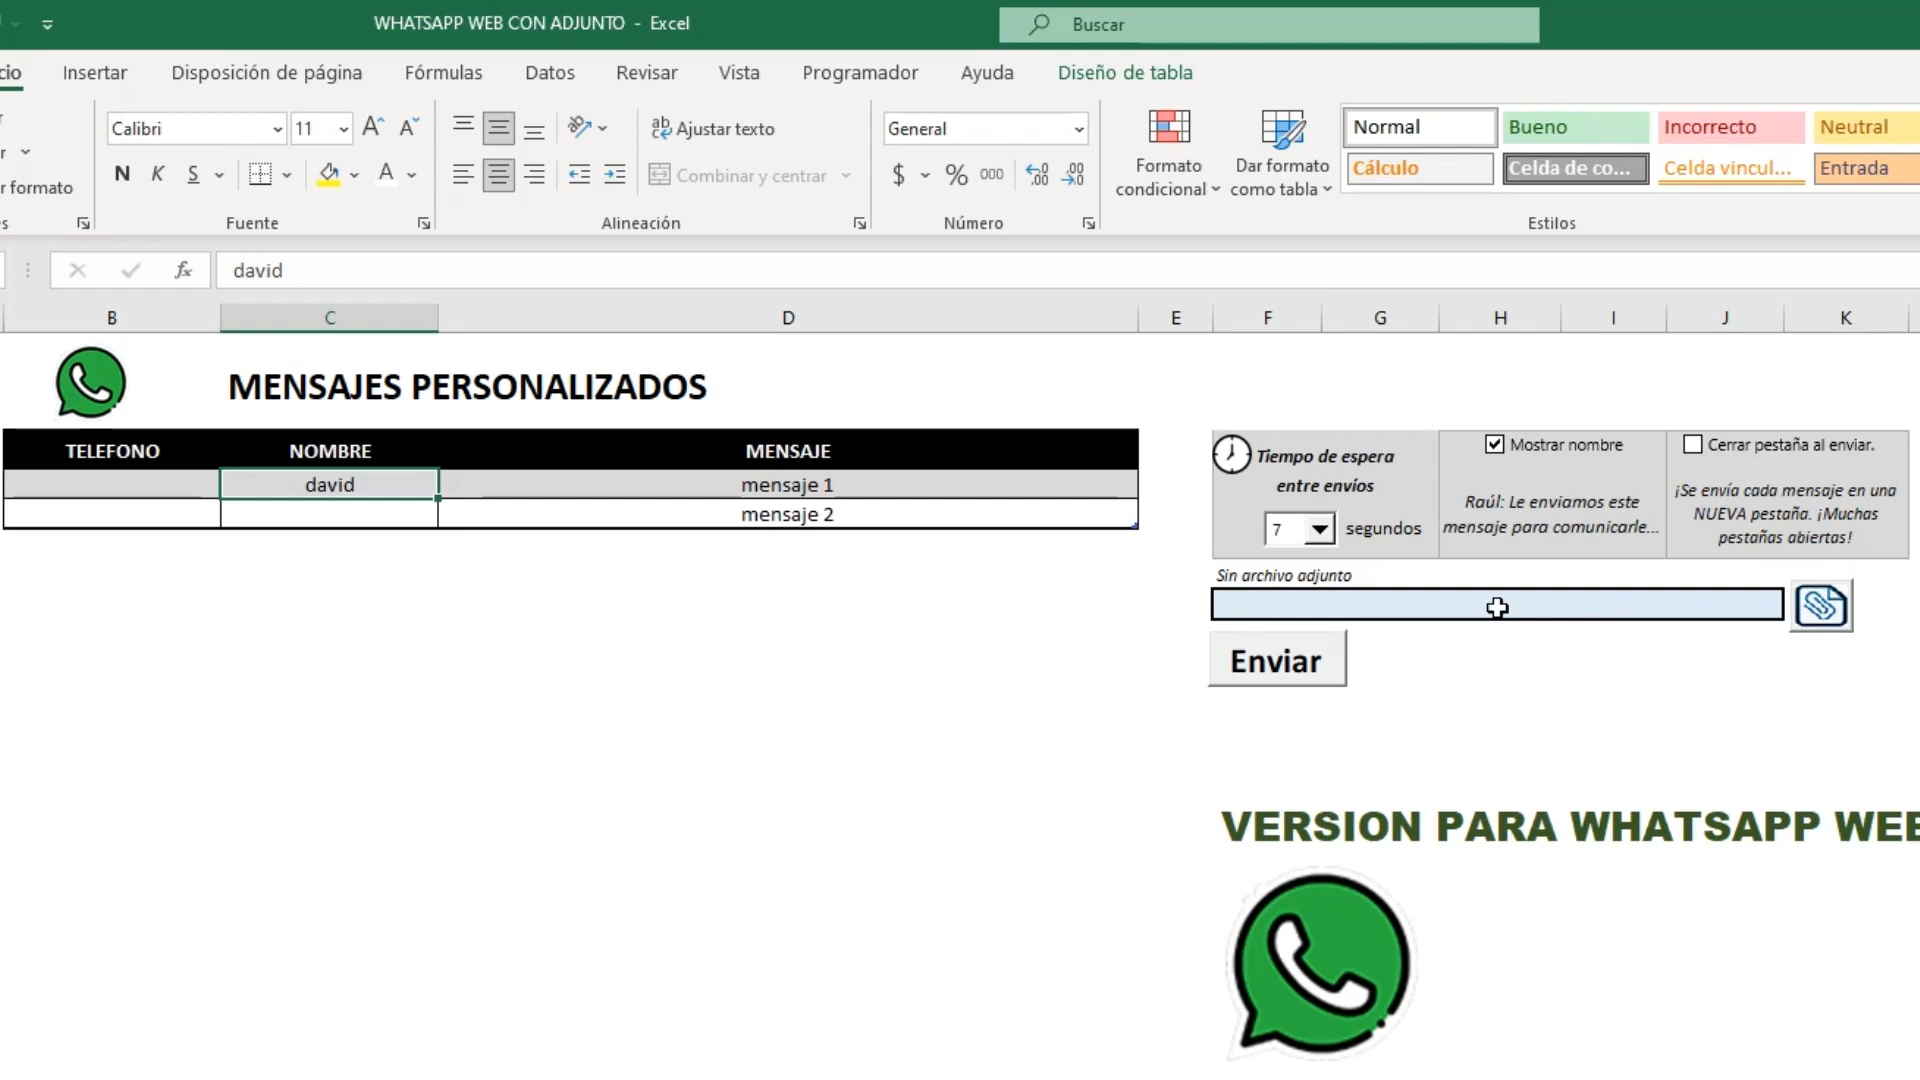 WHATSAPP WEB CON ADJUNTO - Excel
Buscar
cio Insertar Disposición de página Fórmulas Datos Revisar Vista Programador Ayuda Diseño de tabla
Calibri 11 A A Ajustar texto General Normal Bueno Incorrecto Neutral
N K S A Combinar y centrar $ % 000 Formato condicional Dar formato como tabla Cálculo Celda de co... Celda vincul... Entrada
r formato
s Fuente Alineación Número Estilos
fx david
B C D E F G H I J K
MENSAJES PERSONALIZADOS
TELEFONO NOMBRE MENSAJE
david mensaje 1
mensaje 2
Tiempo de espera
entre envíos
7 segundos
Mostrar nombre
Raúl: Le enviamos este
mensaje para comunicarle...
Cerrar pestaña al enviar.
¡Se envía cada mensaje en una
NUEVA pestaña. ¡Muchas
pestañas abiertas!
Sin archivo adjunto
Enviar
VERSION PARA WHATSAPP WEB